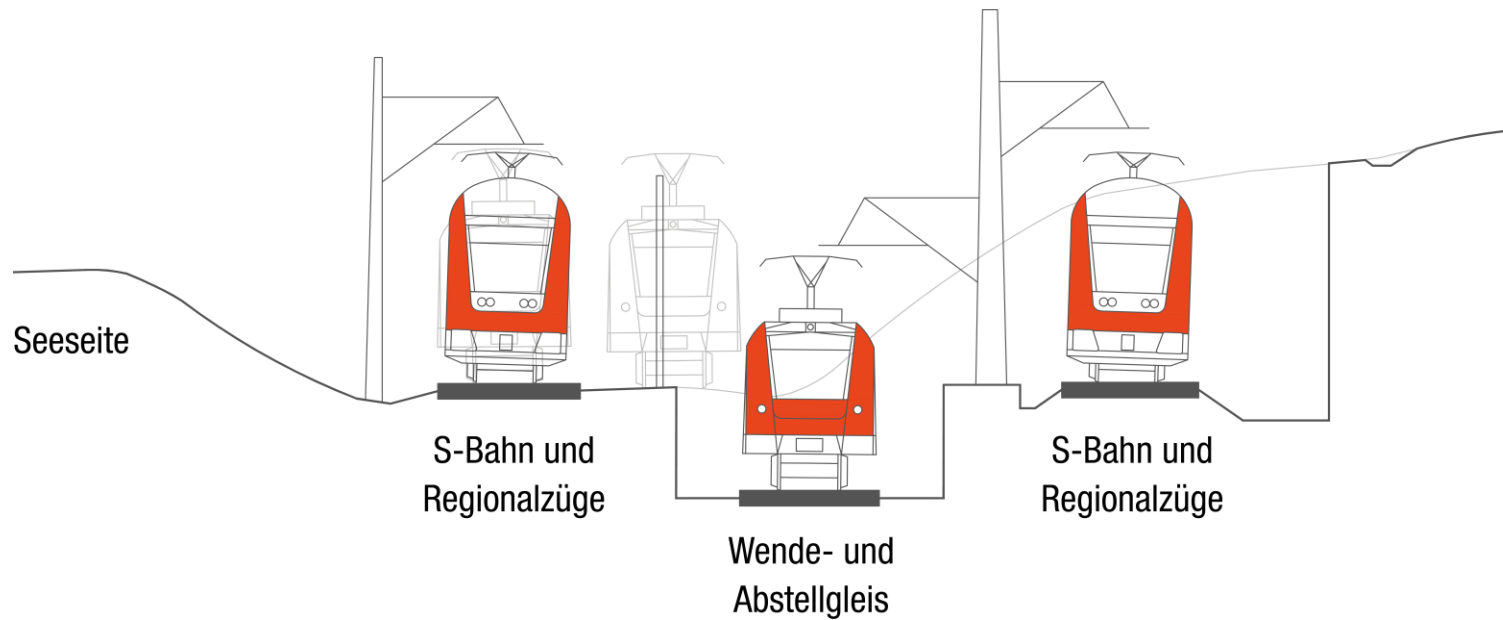 Seeseite
S-Bahn und
Regionalzüge
Wende- und
Abstellgleis
S-Bahn und
Regionalzüge